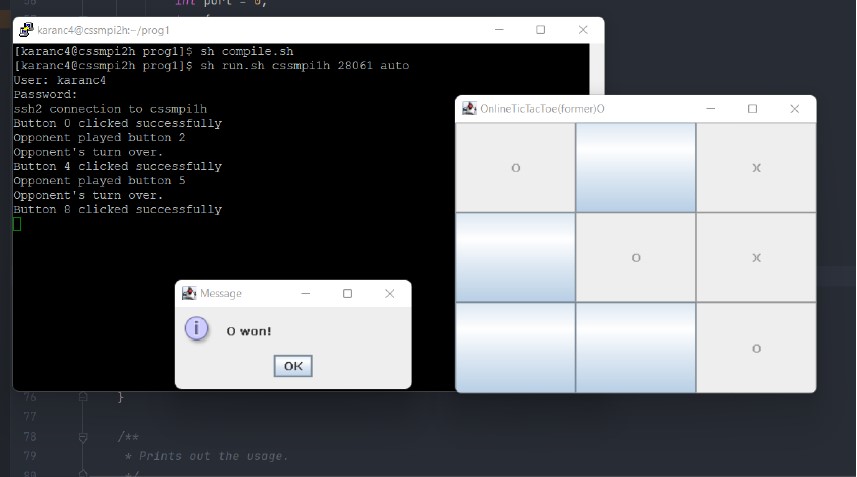 int port = 0;
karanc4@cssmpi2h:~/prog1
[karanc4@cssmpi2h prog1]$ sh compile.sh
[karanc4@cssmpi2h prog1]$ sh run.sh cssmpi1h 28061 auto
User: karanc4
Password:
ssh2 connection to cssmpi1h
Button 0 clicked successfully
Opponent played button 2
Opponent's turn over.
Button 4 clicked successfully
Opponent played button 5
Opponent's turn over.
Button 8 clicked successfully
OnlineTicTacToe(former)O
O X
O X
O
Message
O won!
OK
76 }
77
78 /**
79 * Prints out the usage.
80 */